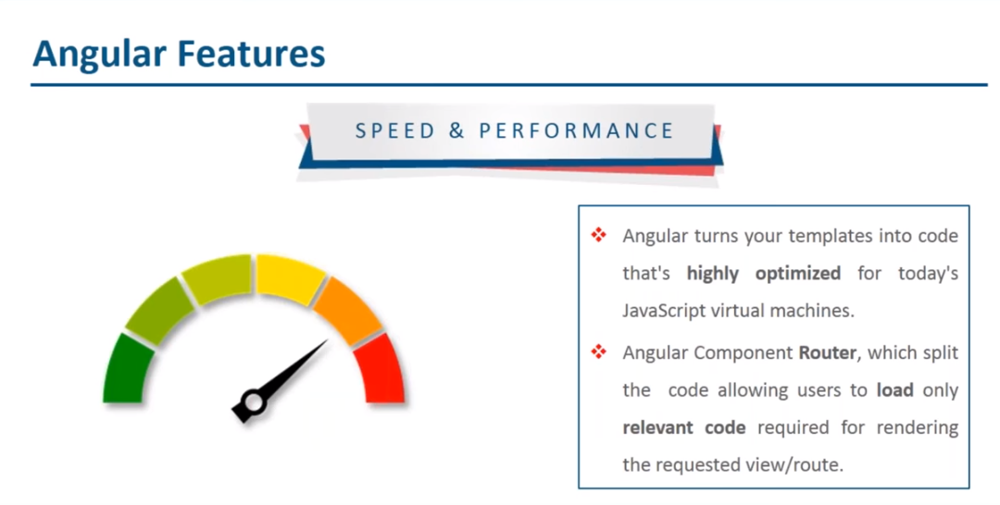 Angular Features
SPEED & PERFORMANCE
Angular turns your templates into code
that's highly optimized for today's
JavaScript virtual machines.
Angular Component Router, which split
the code allowing users to load only
relevant code required for rendering
the requested view/route.